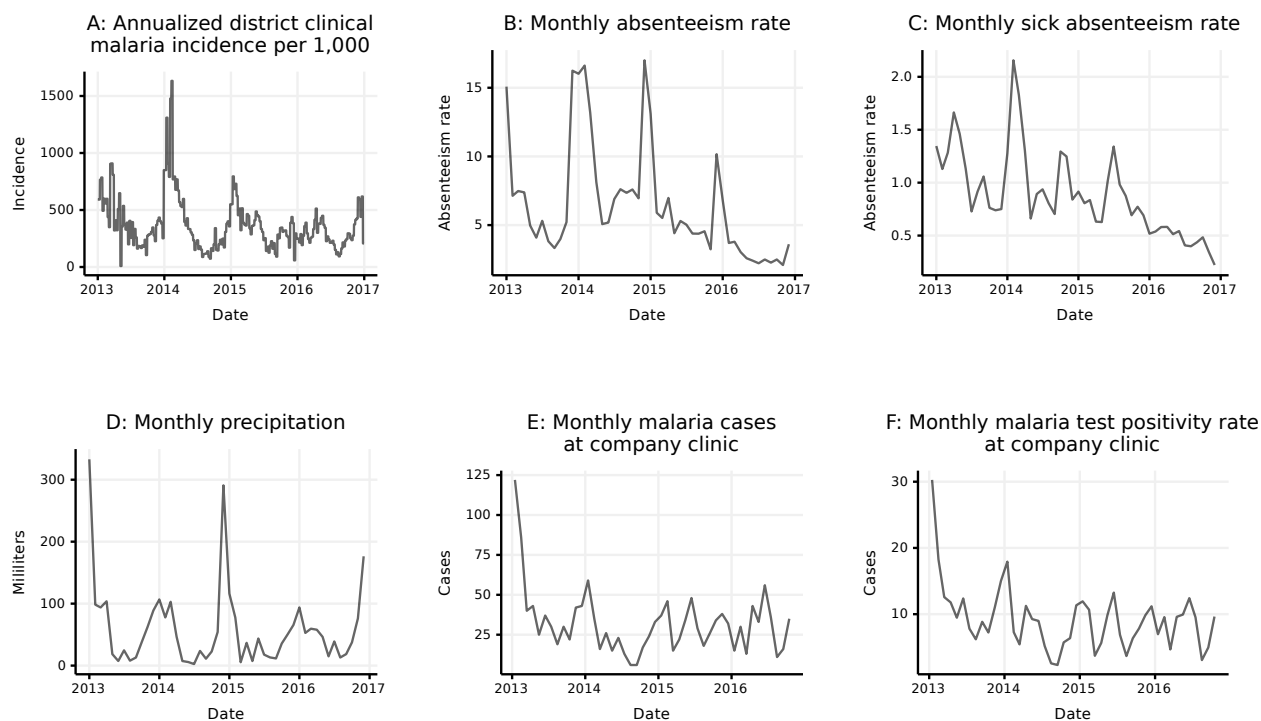 A: Annualized district clinical
malaria incidence per 1,000
Incidence
1500
1000
500
0
2013 2014 2015 2016 2017
Date
B: Monthly absenteeism rate
Absenteeism rate
15
10
5
2013 2014 2015 2016 2017
Date
C: Monthly sick absenteeism rate
Absenteeism rate
2.0
1.5
1.0
0.5
2013 2014 2015 2016 2017
Date
D: Monthly precipitation
Mililiters
300
200
100
0
2013 2014 2015 2016 2017
Date
E: Monthly malaria cases
at company clinic
Cases
125
100
75
50
25
2013 2014 2015 2016
Date
F: Monthly malaria test positivity rate
at company clinic
Cases
30
20
10
2013 2014 2015 2016
Date